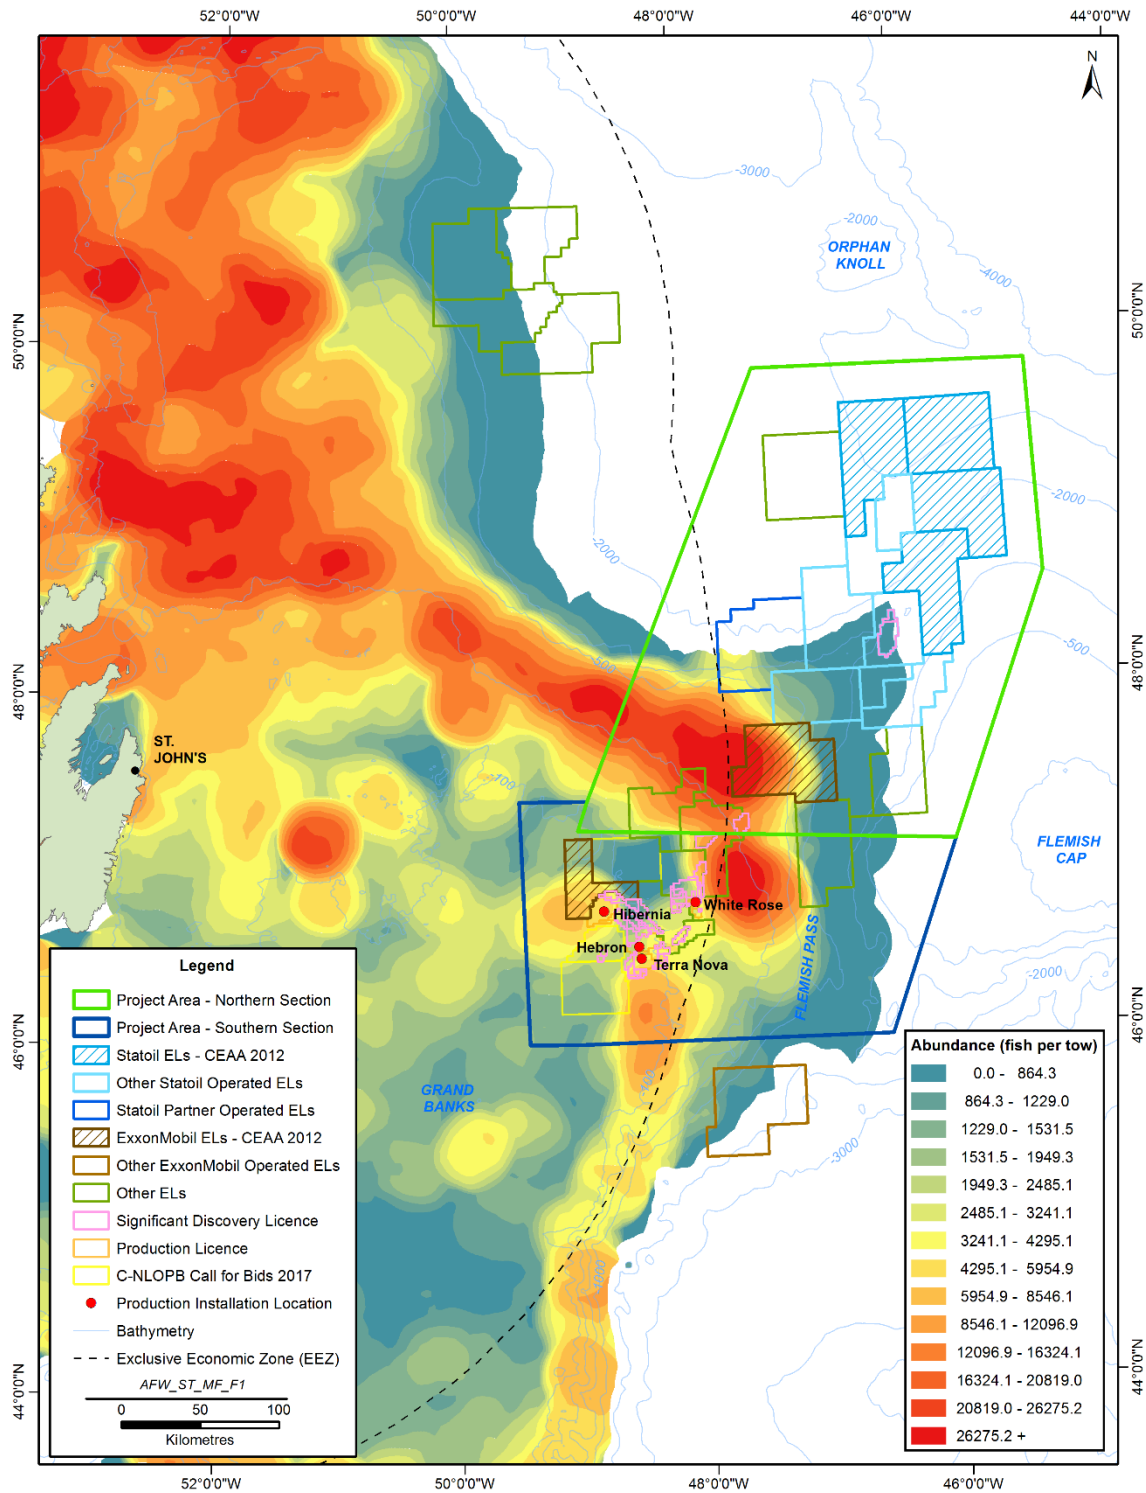 52°0'0"W 50°0'0"W 48°0'0"W 46°0'0"W 44°0'0"W
N
-3000
-2000
ORPHAN
KNOLL
-4000
50°0'0"N
50°0'0"N
-2000
-2000
-500
-500
48°0'0"N
48°0'0"N
ST.
JOHN'S
-100
FLEMISH
CAP
White Rose
Hibernia
Hebron
Terra Nova
FLEMISH PASS
-2000
46°0'0"N
46°0'0"N
-100
GRAND
BANKS
-3000
-1000
44°0'0"N
44°0'0"N
Legend
Project Area - Northern Section
Project Area - Southern Section
Statoil ELs - CEAA 2012
Other Statoil Operated ELs
Statoil Partner Operated ELs
ExxonMobil ELs - CEAA 2012
Other ExxonMobil Operated ELs
Other ELs
Significant Discovery Licence
Production Licence
C-NLOPB Call for Bids 2017
Production Installation Location
Bathymetry
Exclusive Economic Zone (EEZ)
AFW_ST_MF_F1
0 50 100
Kilometres
Abundance (fish per tow)
0.0 - 864.3
864.3 - 1229.0
1229.0 - 1531.5
1531.5 - 1949.3
1949.3 - 2485.1
2485.1 - 3241.1
3241.1 - 4295.1
4295.1 - 5954.9
5954.9 - 8546.1
8546.1 - 12096.9
12096.9 - 16324.1
16324.1 - 20819.0
20819.0 - 26275.2
26275.2 +
52°0'0"W 50°0'0"W 48°0'0"W 46°0'0"W